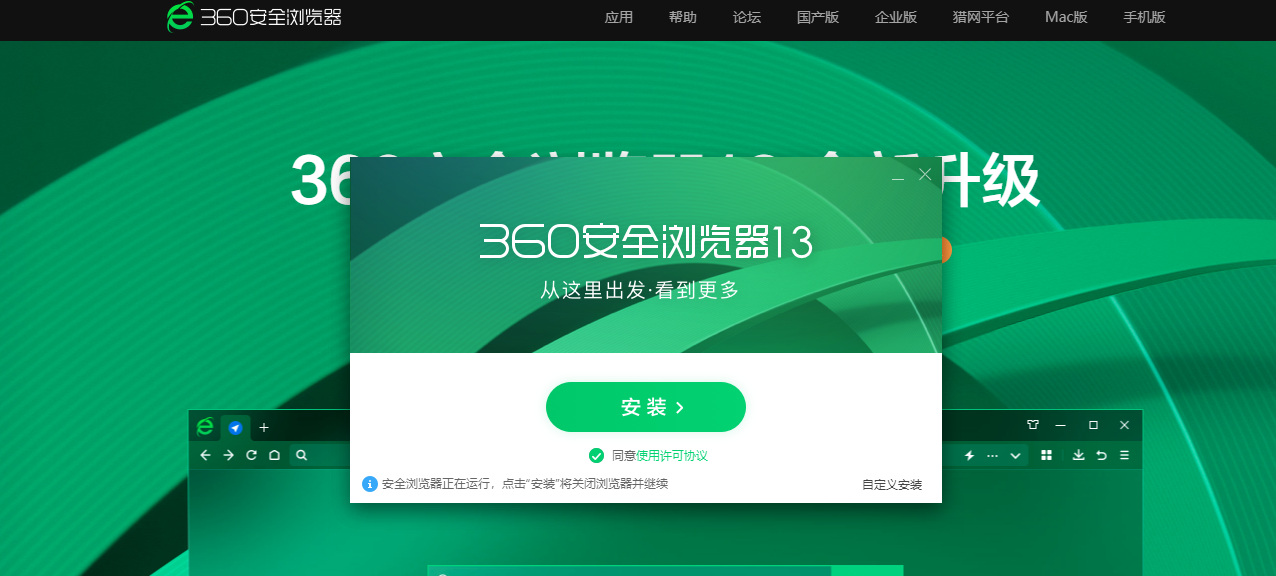 360安全浏览器
应用 帮助 论坛 国产版 企业版 猎网平台 Mac版 手机版
升级
360安全浏览器13
从这里出发·看到更多
安装
同意使用许可协议
安全浏览器正在运行，点击“安装”将关闭浏览器并继续
自定义安装